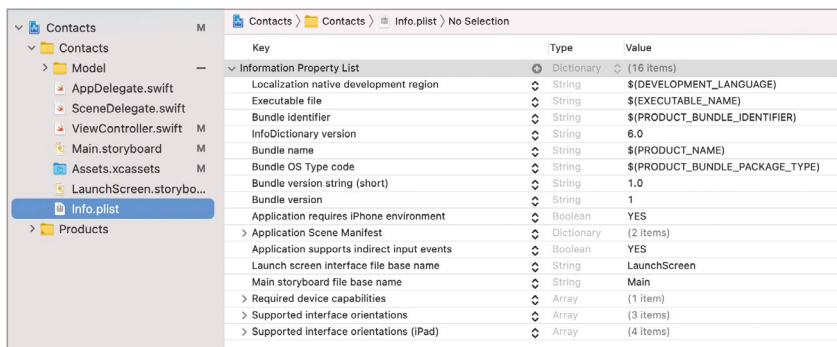 Contacts M
Contacts
Model –
AppDelegate.swift
SceneDelegate.swift
ViewController.swift M
Main.storyboard M
Assets.xcassets M
LaunchScreen.storybo...
Info.plist
Products
Contacts 〉 Contacts 〉 Info.plist 〉 No Selection
Key Type Value
Information Property List Dictionary (16 items)
Localization native development region String $(DEVELOPMENT_LANGUAGE)
Executable file String $(EXECUTABLE_NAME)
Bundle identifier String $(PRODUCT_BUNDLE_IDENTIFIER)
InfoDictionary version String 6.0
Bundle name String $(PRODUCT_NAME)
Bundle OS Type code String $(PRODUCT_BUNDLE_PACKAGE_TYPE)
Bundle version string (short) String 1.0
Bundle version String 1
Application requires iPhone environment Boolean YES
Application Scene Manifest Dictionary (2 items)
Application supports indirect input events Boolean YES
Launch screen interface file base name String LaunchScreen
Main storyboard file base name String Main
Required device capabilities Array (1 item)
Supported interface orientations Array (3 items)
Supported interface orientations (iPad) Array (4 items)